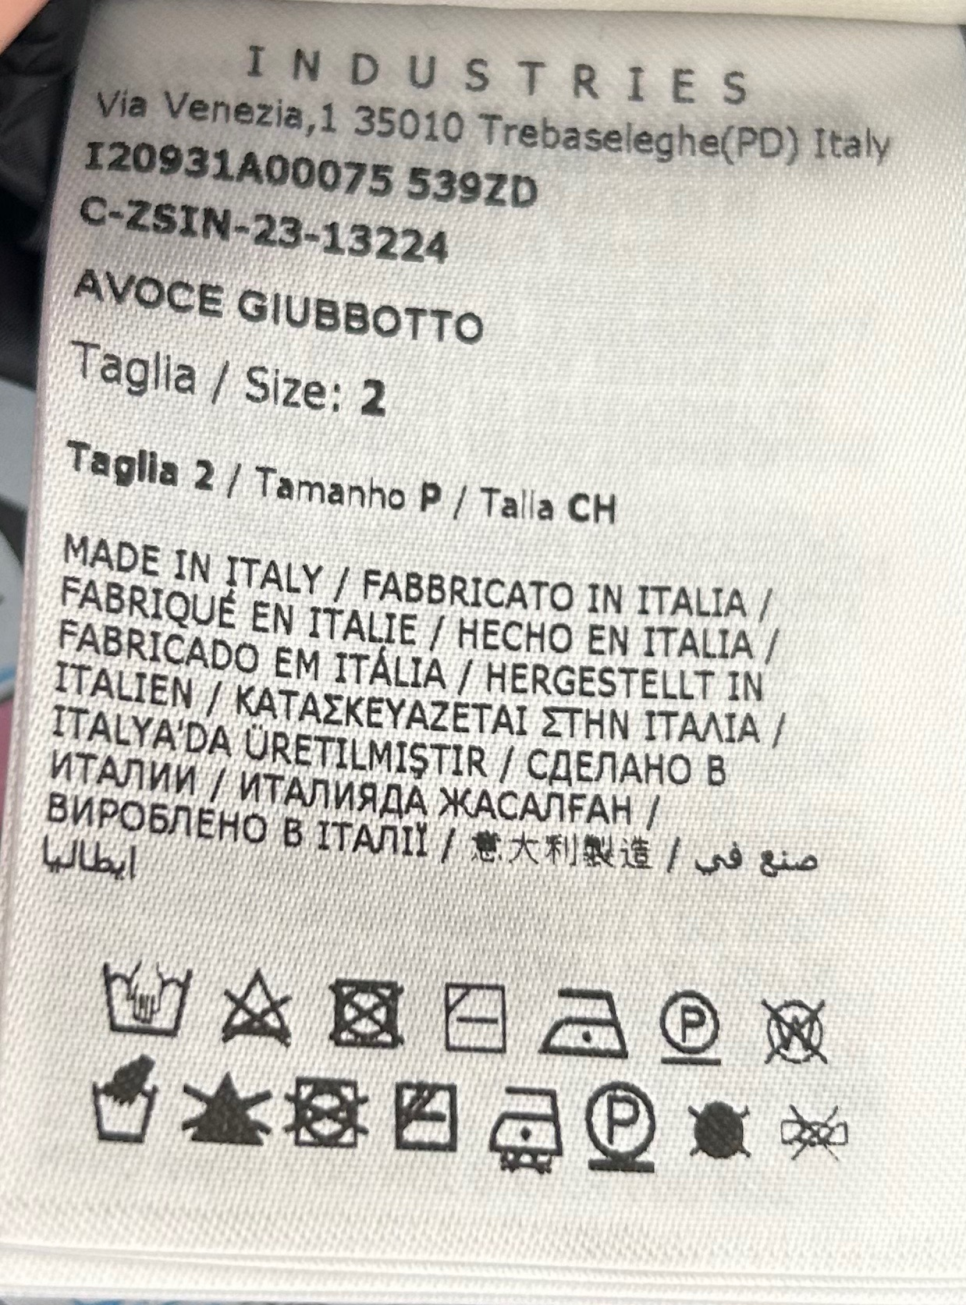 INDUSTRIES
Via Venezia,1 35010 Trebaseleghe(PD) Italy
I20931A00075 539ZD
C-ZSIN-23-13224
AVOCE GIUBBOTTO
Taglia / Size: 2
Taglia 2 / Tamanho P / Talla CH
MADE IN ITALY / FABBRICATO IN ITALIA /
FABRIQUÉ EN ITALIE / HECHO EN ITALIA /
FABRICADO EM ITÁLIA / HERGESTELLT IN
ITALIEN / ΚΑΤΑΣΚΕΥΑΖΕΤΑΙ ΣΤΗΝ ΙΤΑΛΙΑ /
ITALYA'DA ÜRETILMIŞTIR / СДЕЛАНО В
ИТАЛИИ / ИТАЛИЯДА ЖАСАЛҒАН /
ВИРОБЛЕНО В ІТАЛІЇ / 意大利製造 / صنع في
ايطاليا
P W
P